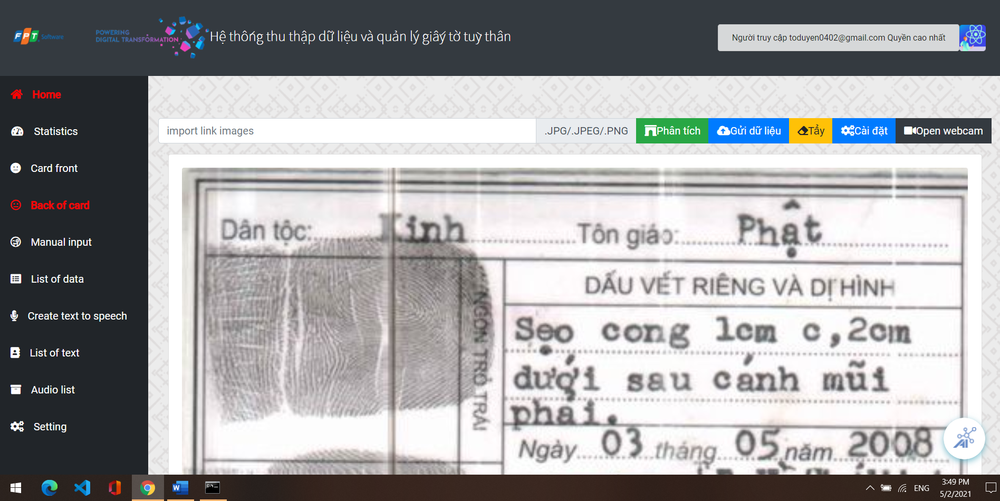 FPT Software
POWERING
DIGITAL TRANSFORMATION
Hệ thống thu thập dữ liệu và quản lý giấy tờ tuỳ thân
Người truy cập toduyen0402@gmail.com Quyền cao nhất
Home
Statistics
Card front
Back of card
Manual input
List of data
Create text to speech
List of text
Audio list
Setting
import link images
.JPG/.JPEG/.PNG
Phân tích
Gửi dữ liệu
Tẩy
Cài đặt
Open webcam
Dân tộc: Kinh Tôn giáo: Phật
NGÓN TRỎ TRÁI
DẤU VẾT RIÊNG VÀ DỊ HÌNH
Sẹo cong 1cm c,2cm
dưới sau cánh mũi
phải.
Ngày 03 tháng 05 năm 2008
AI
ENG
3:49 PM
5/2/2021